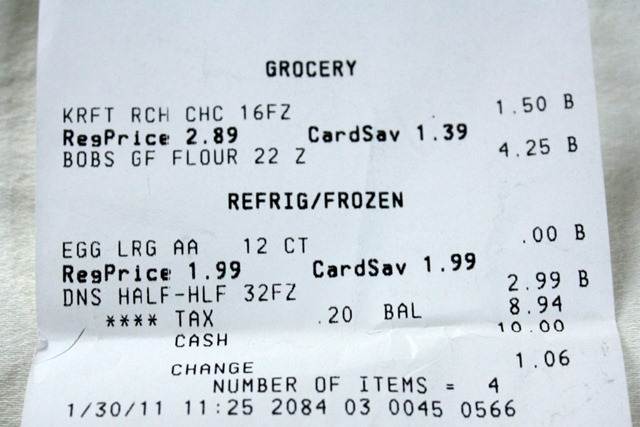 GROCERY
KRFT RCH CHC 16FZ 1.50 B
RegPrice 2.89 CardSav 1.39
BOBS GF FLOUR 22 Z 4.25 B
REFRIG/FROZEN
EGG LRG AA 12 CT .00 B
RegPrice 1.99 CardSav 1.99
DNS HALF-HLF 32FZ 2.99 B
**** TAX .20 BAL 8.94
CASH 10.00
CHANGE 1.06
NUMBER OF ITEMS = 4
1/30/11 11:25 2084 03 0045 0566